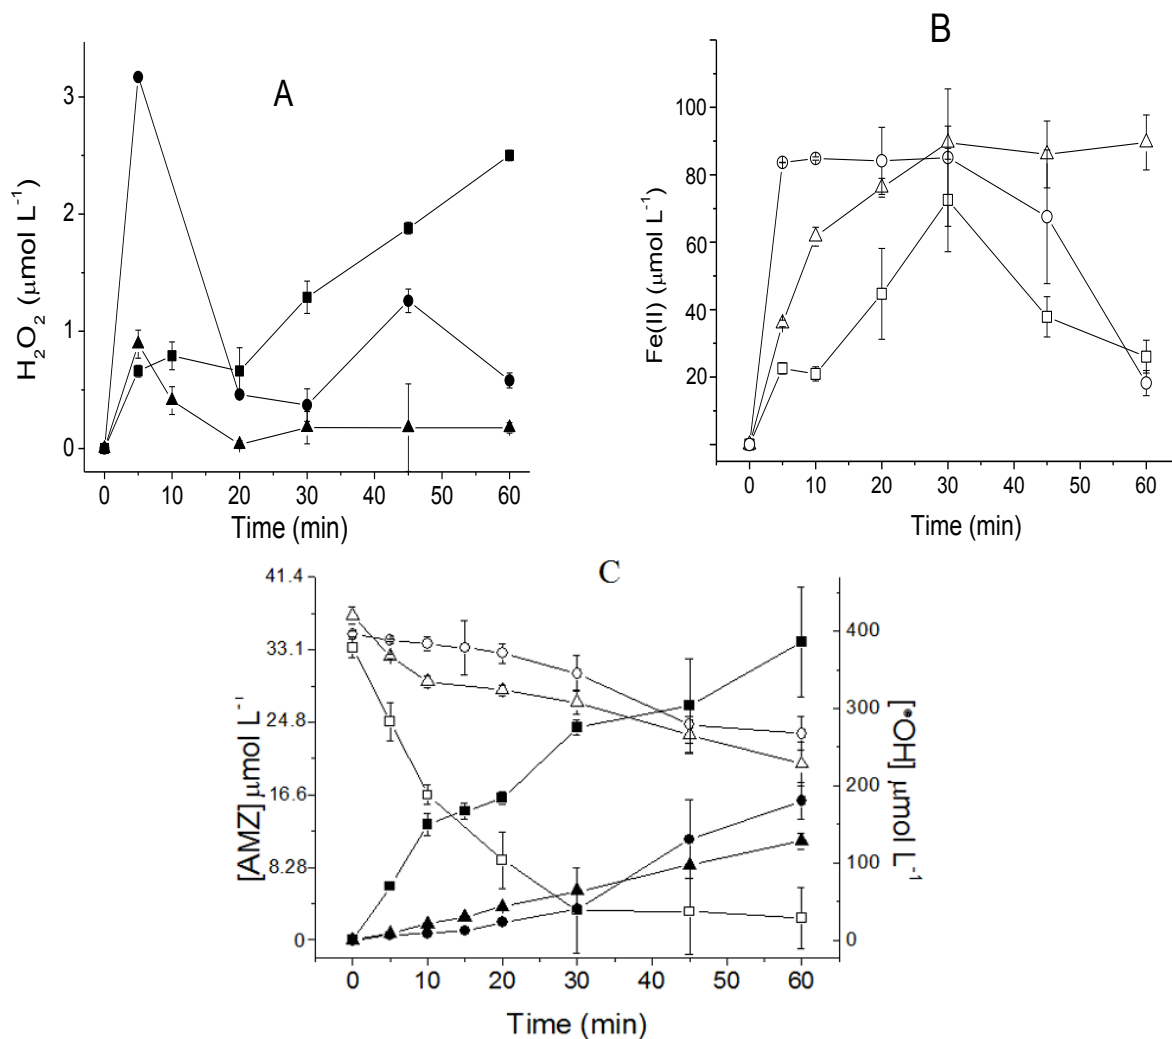 A
H₂O₂ (μmol L⁻¹)
3
2
1
0
0 10 20 30 40 50 60
Time (min)
B
Fe(II) (μmol L⁻¹)
100
80
60
40
20
0 10 20 30 40 50 60
Time (min)
C
[AMZ] μmol L⁻¹
41.4
33.1
24.8
16.6
8.28
0
[•OH] μmol L⁻¹
400
300
200
100
0
0 10 20 30 40 50 60
Time (min)